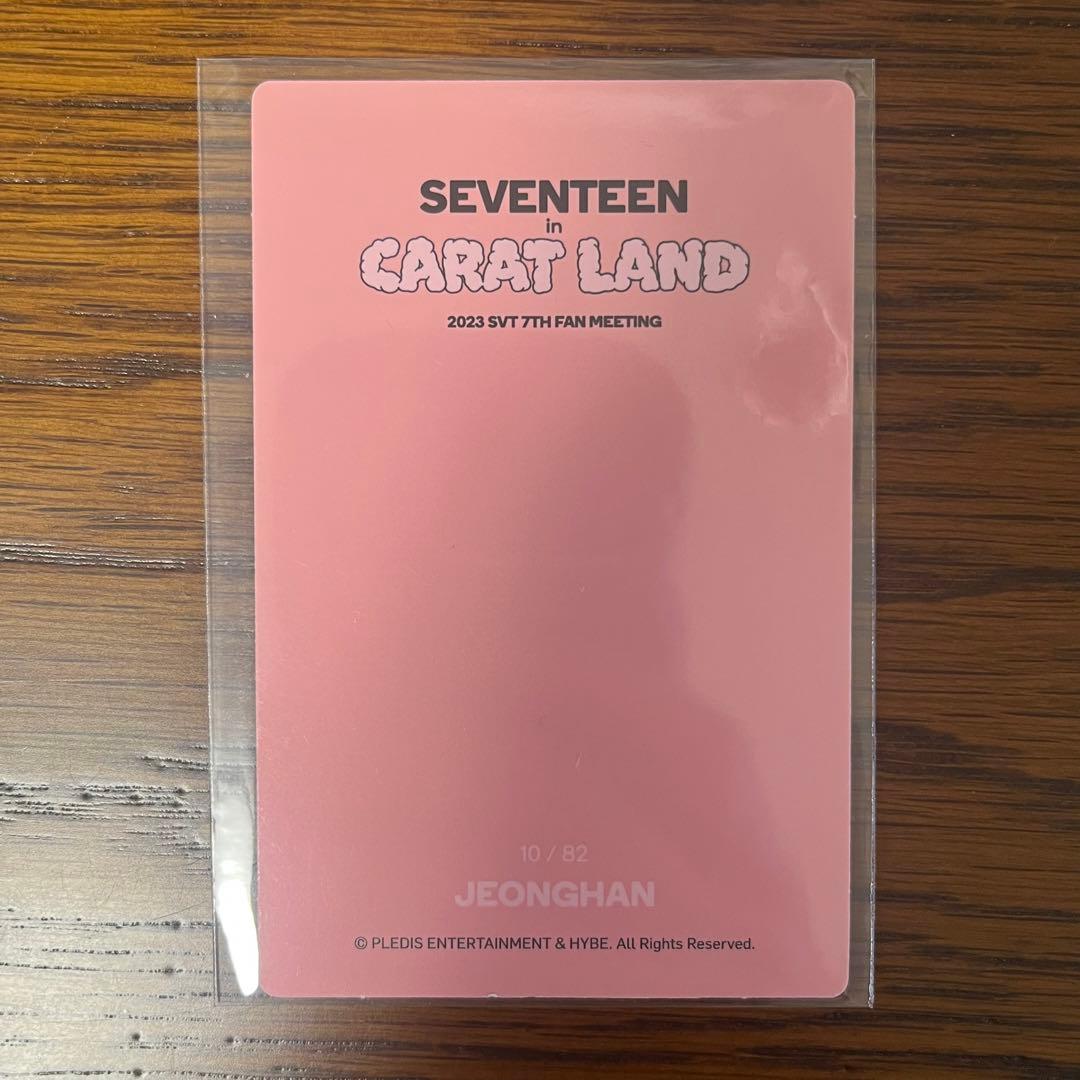 SEVENTEEN
in
CARAT LAND
2023 SVT 7TH FAN MEETING
10 / 82
JEONGHAN
© PLEDIS ENTERTAINMENT & HYBE. All Rights Reserved.